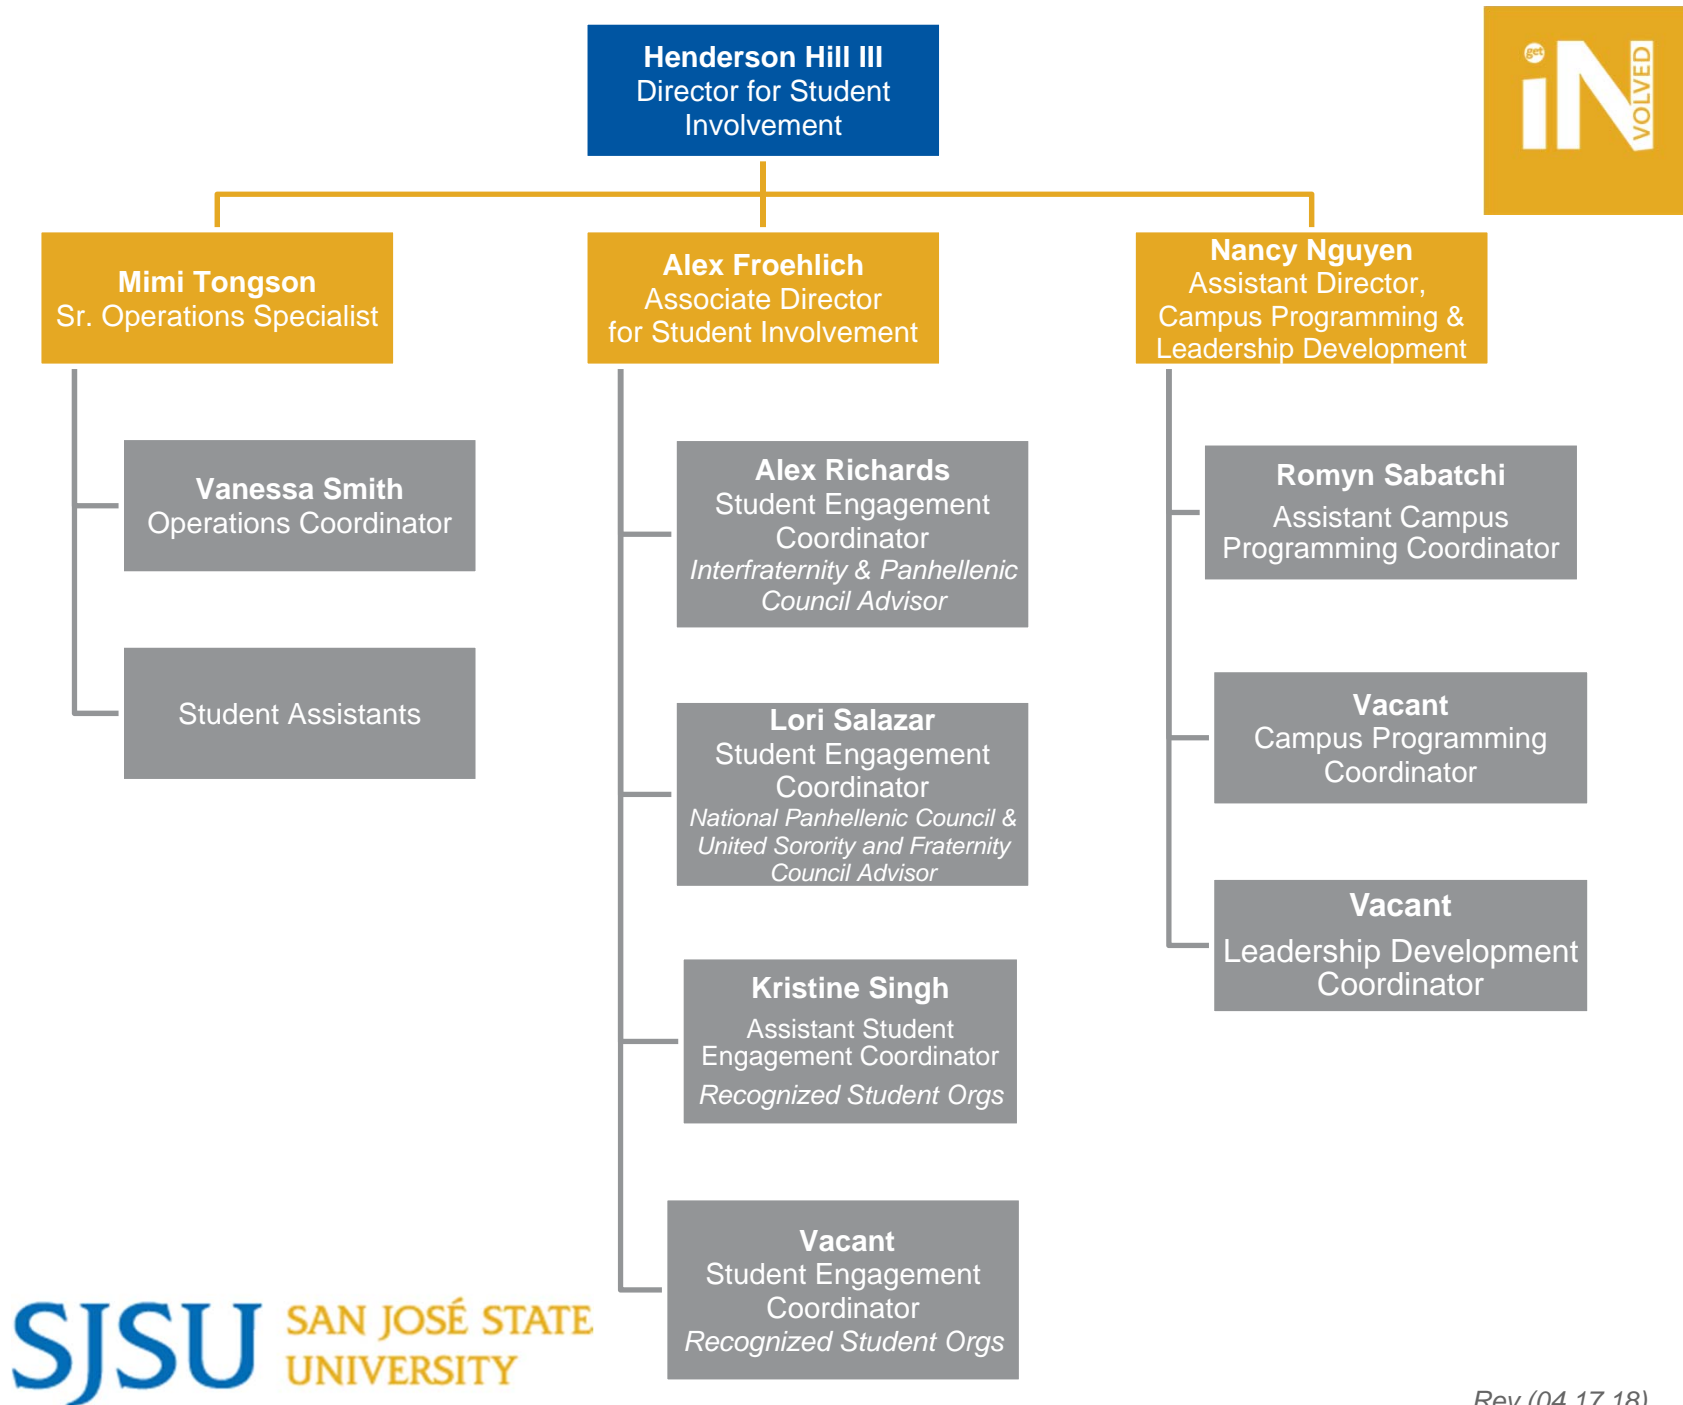 Henderson Hill III
Director for Student
Involvement
get
iN
VOLVED
Mimi Tongson
Sr. Operations Specialist
Alex Froehlich
Associate Director
for Student Involvement
Nancy Nguyen
Assistant Director,
Campus Programming &
Leadership Development
Vanessa Smith
Operations Coordinator
Student Assistants
Alex Richards
Student Engagement
Coordinator
Interfraternity & Panhellenic
Council Advisor
Lori Salazar
Student Engagement
Coordinator
National Panhellenic Council &
United Sorority and Fraternity
Council Advisor
Kristine Singh
Assistant Student
Engagement Coordinator
Recognized Student Orgs
Vacant
Student Engagement
Coordinator
Recognized Student Orgs
Romyn Sabatchi
Assistant Campus
Programming Coordinator
Vacant
Campus Programming
Coordinator
Vacant
Leadership Development
Coordinator
SJSU
SAN JOSÉ STATE
UNIVERSITY
Rev (04.17.18)